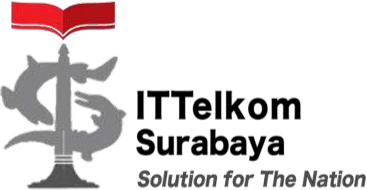 ITTelkom
Surabaya
Solution for The Nation